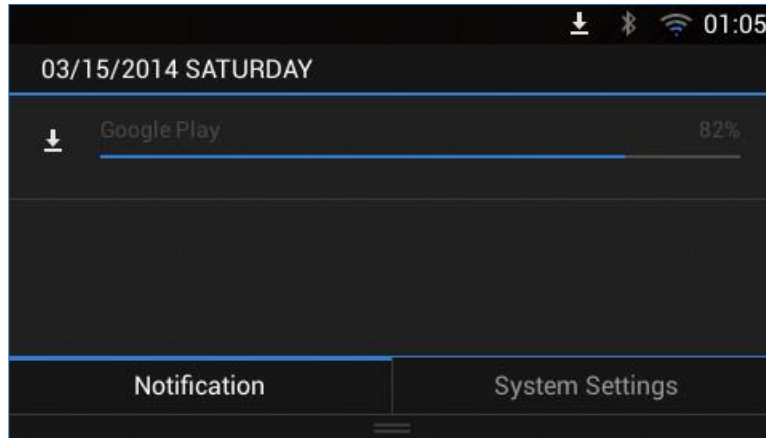 01:05
03/15/2014 SATURDAY
Google Play 82%
Notification System Settings